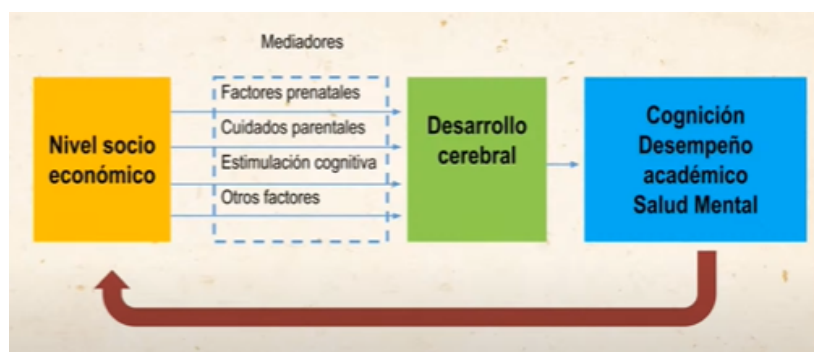 Mediadores
Nivel socio
económico
Factores prenatales
Cuidados parentales
Estimulación cognitiva
Otros factores
Desarrollo
cerebral
Cognición
Desempeño
académico
Salud Mental